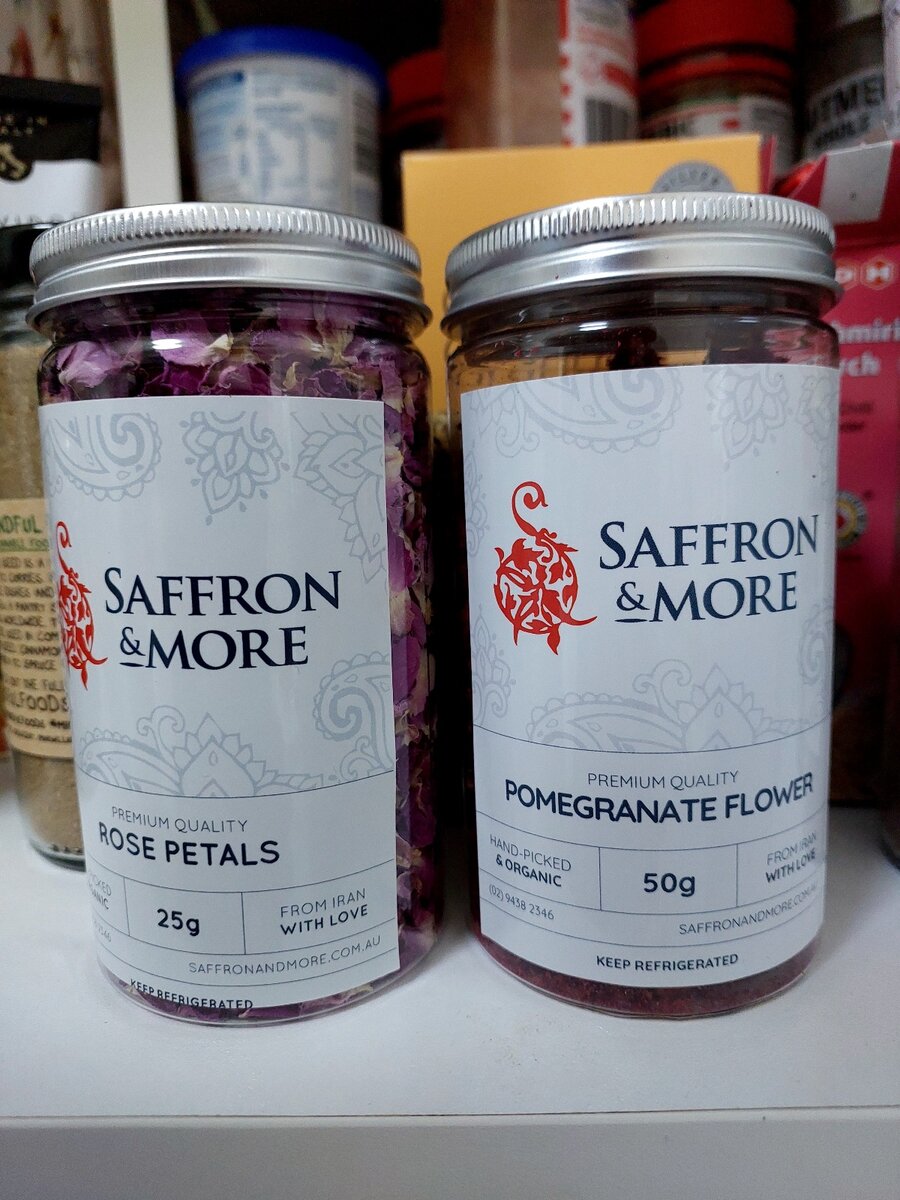 SAFFRON
&MORE
PREMIUM QUALITY
ROSE PETALS
25g
FROM IRAN
WITH LOVE
SAFFRONANDMORE.COM.AU
KEEP REFRIGERATED
SAFFRON
&MORE
PREMIUM QUALITY
POMEGRANATE FLOWER
HAND-PICKED
& ORGANIC
50g
FROM IRAN
WITH LOVE
(02) 9438 2346
SAFFRONANDMORE.COM.AU
KEEP REFRIGERATED